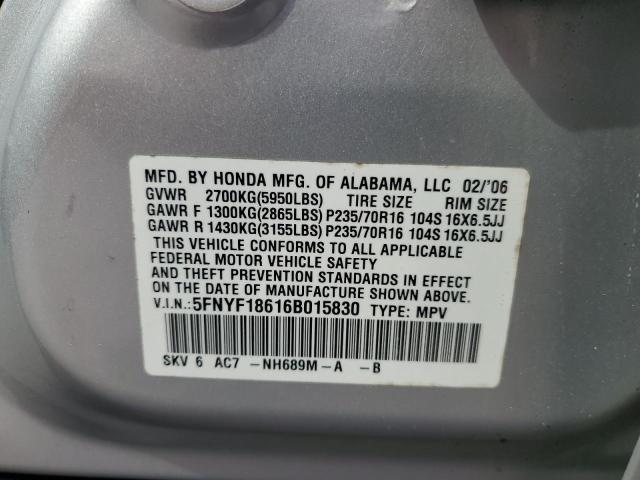 MFD. BY HONDA MFG. OF ALABAMA, LLC 02/'06
GVWR 2700KG(5950LBS) TIRE SIZE RIM SIZE
GAWR F 1300KG(2865LBS) P235/70R16 104S 16X6.5JJ
GAWR R 1430KG(3155LBS) P235/70R16 104S 16X6.5JJ
THIS VEHICLE CONFORMS TO ALL APPLICABLE
FEDERAL MOTOR VEHICLE SAFETY
AND THEFT PREVENTION STANDARDS IN EFFECT
ON THE DATE OF MANUFACTURE SHOWN ABOVE.
V.I.N.:5FNYF18616B015830 TYPE: MPV
SKV 6 AC7 -NH689M-A -B